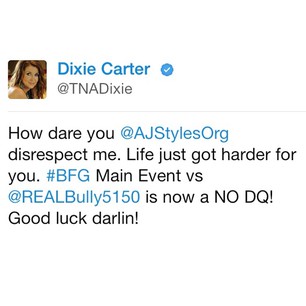 Dixie Carter
@TNADixie
How dare you @AJStylesOrg
disrespect me. Life just got harder for
you. #BFG Main Event vs
@REALBully5150 is now a NO DQ!
Good luck darlin!